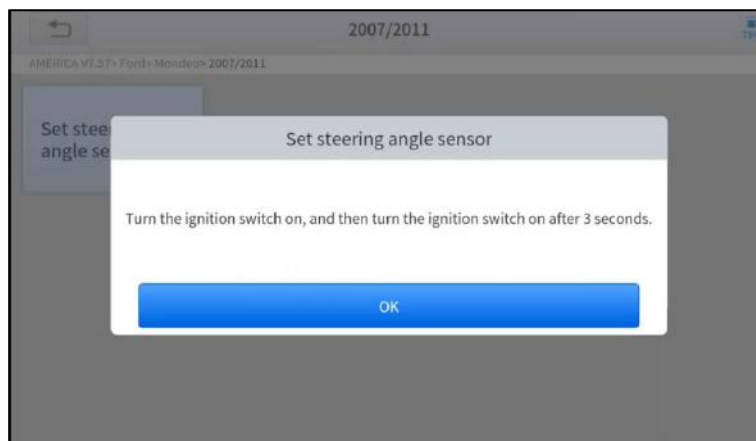 2007/2011
AMERICA V7.57> Ford> Mondeo> 2007/2011
Set stee
angle se
Set steering angle sensor
Turn the ignition switch on, and then turn the ignition switch on after 3 seconds.
OK